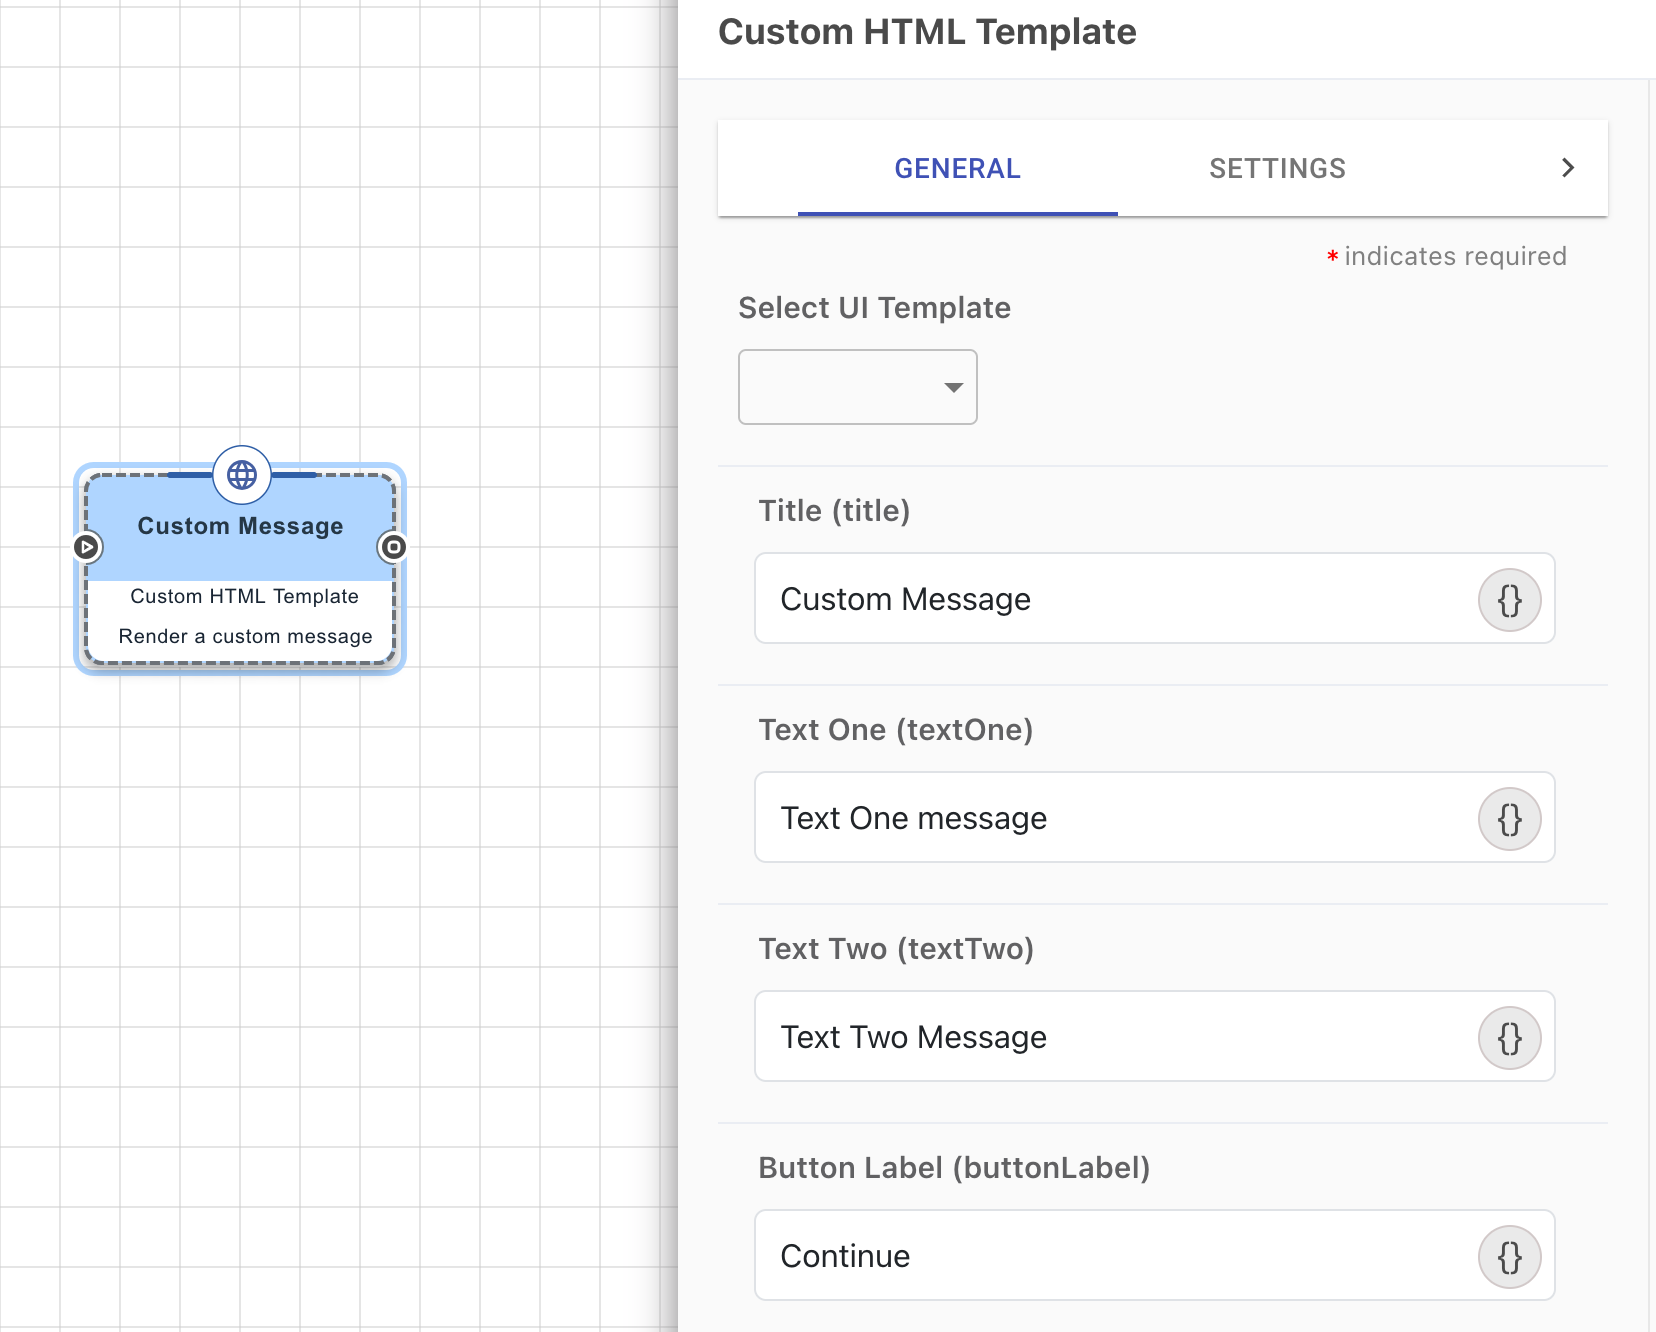 Custom HTML Template
GENERAL
SETTINGS
* indicates required
Select UI Template
Title (title)
Custom Message
{}
Text One (textOne)
Text One message
{}
Text Two (textTwo)
Text Two Message
{}
Button Label (buttonLabel)
Continue
{}
Custom Message
Custom HTML Template
Render a custom message